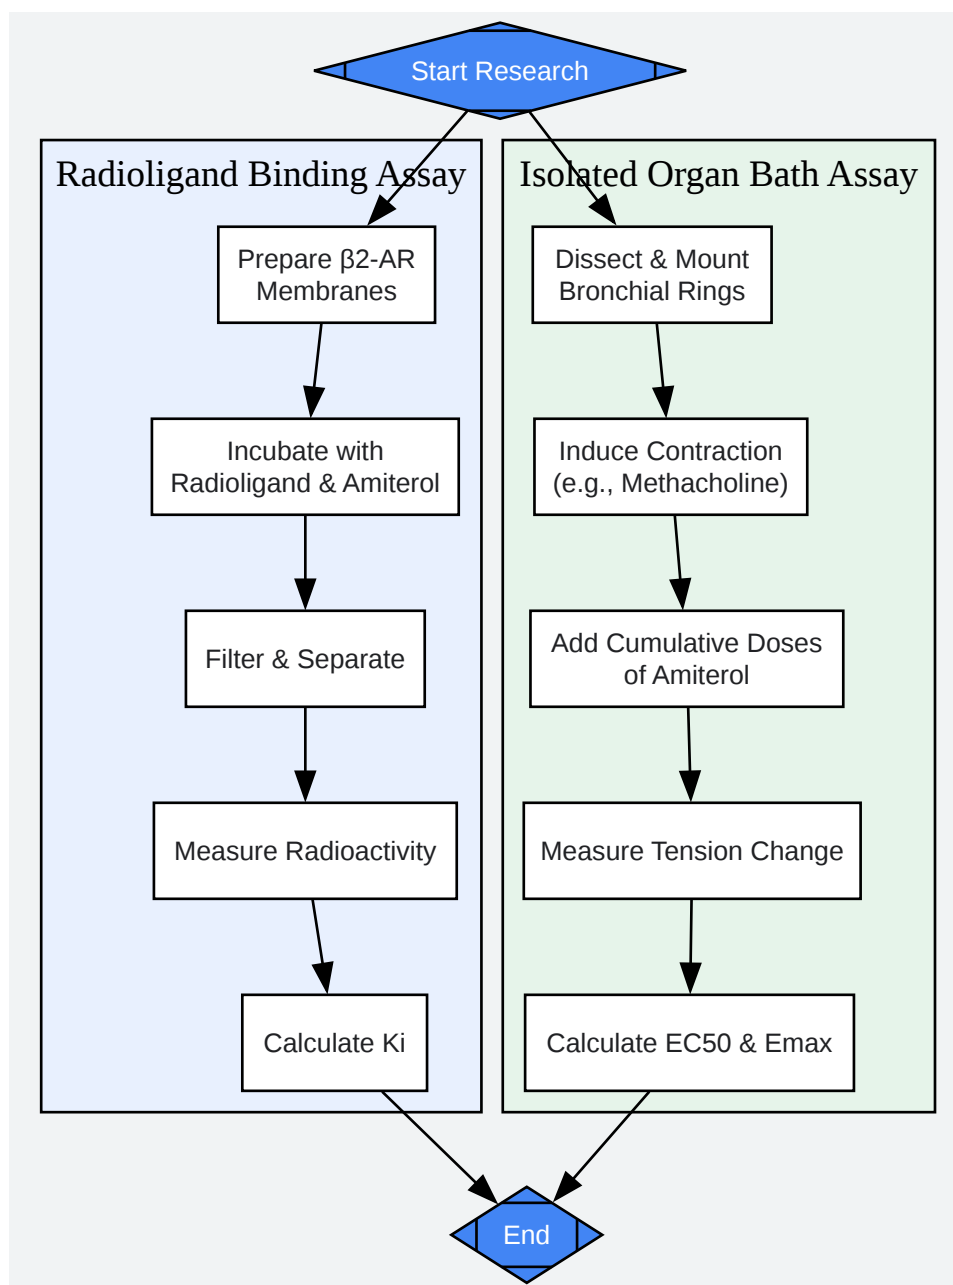 Start Research
Radioligand Binding Assay
Prepare β2-AR
Membranes
Incubate with
Radioligand & Amiterol
Filter & Separate
Measure Radioactivity
Calculate Ki
Isolated Organ Bath Assay
Dissect & Mount
Bronchial Rings
Induce Contraction
(e.g., Methacholine)
Add Cumulative Doses
of Amiterol
Measure Tension Change
Calculate EC50 & Emax
End